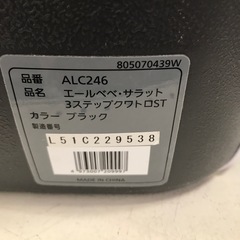 805070439W
品番 ALC246
品名 エールベベ・サラット
3ステップクワトロST
カラー ブラック
製造番号
L51C229538
MADE IN CHINA